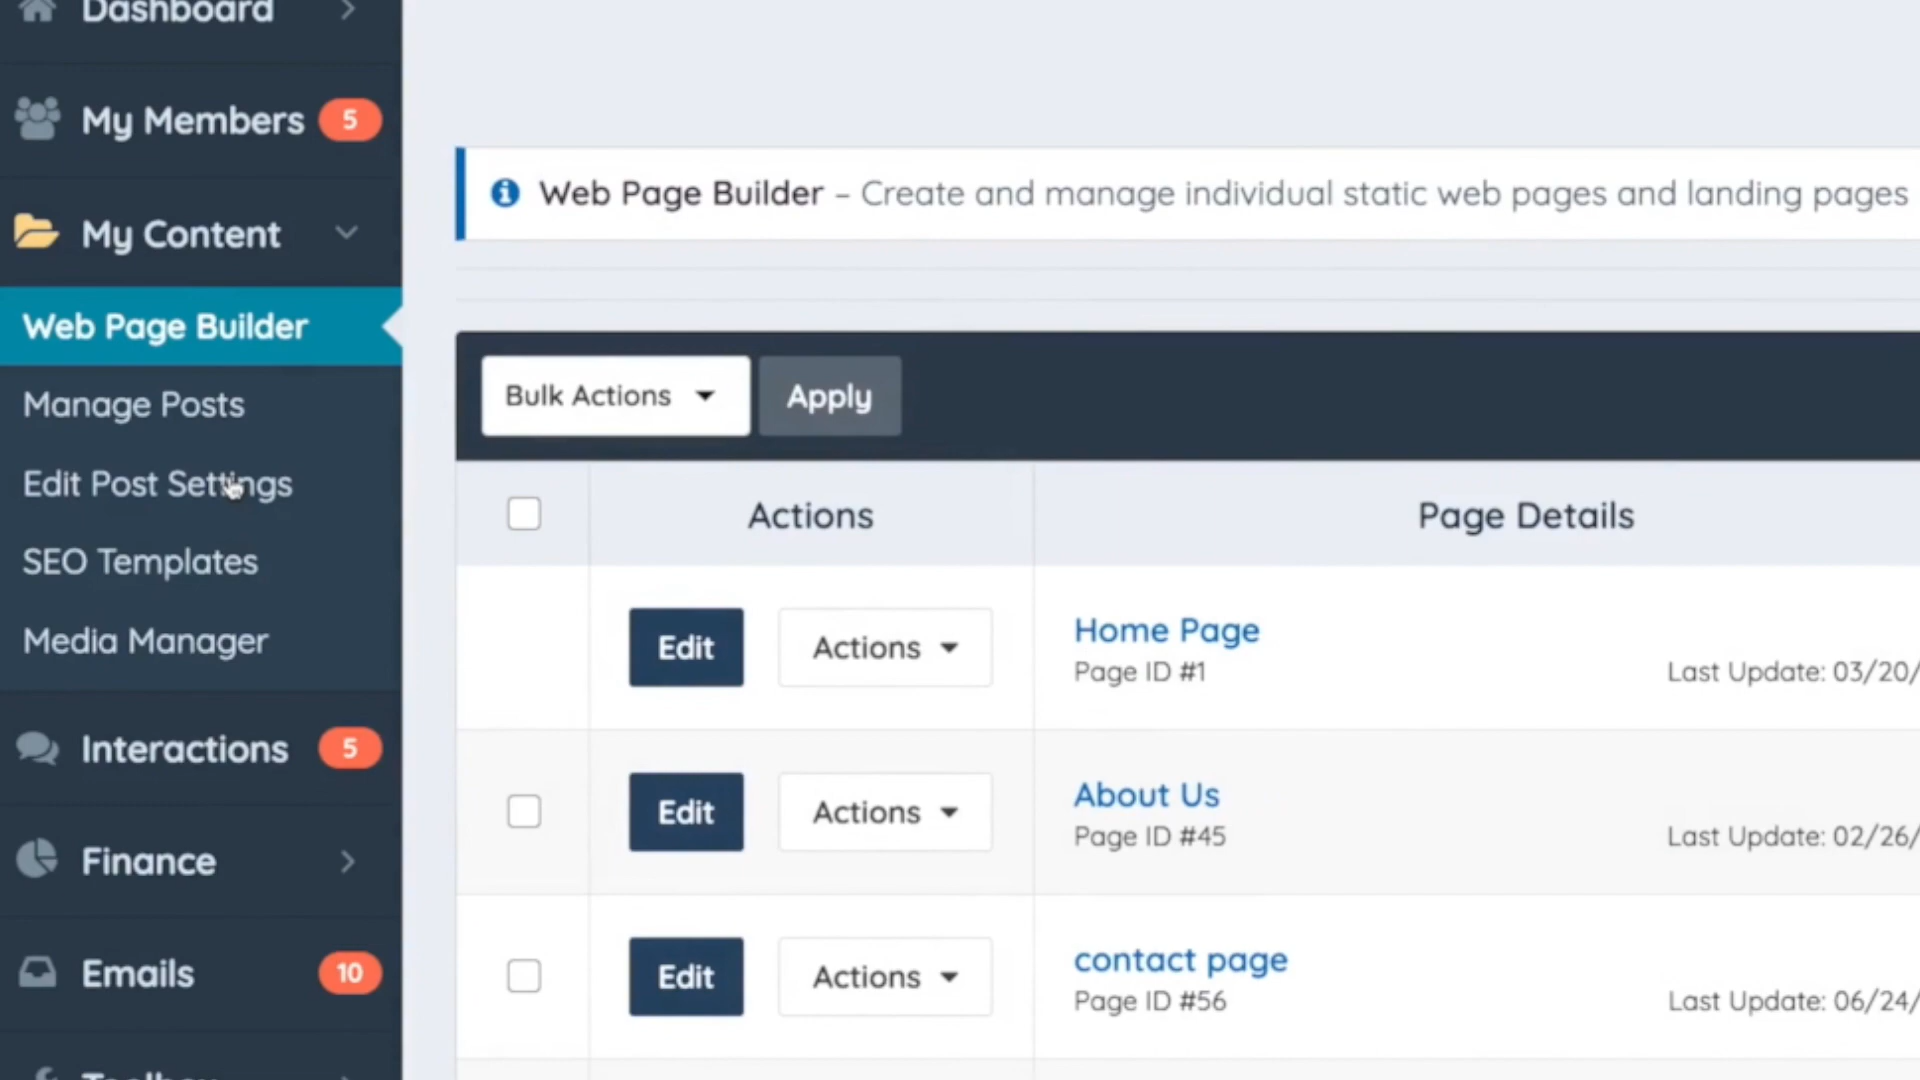 Dashboard
My Members 5
My Content
Web Page Builder
Manage Posts
Edit Post Settings
SEO Templates
Media Manager
Interactions 5
Finance
Emails 10
Toolbox
Web Page Builder – Create and manage individual static web pages and landing pages
Bulk Actions Apply
Actions Page Details
Edit Actions Home Page
Page ID #1 Last Update: 03/20/
Edit Actions About Us
Page ID #45 Last Update: 02/26/
Edit Actions contact page
Page ID #56 Last Update: 06/24/